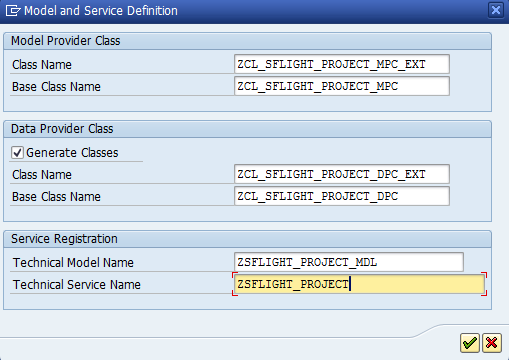 Model and Service Definition
Model Provider Class
Class Name ZCL_SFLIGHT_PROJECT_MPC_EXT
Base Class Name ZCL_SFLIGHT_PROJECT_MPC
Data Provider Class
Generate Classes
Class Name ZCL_SFLIGHT_PROJECT_DPC_EXT
Base Class Name ZCL_SFLIGHT_PROJECT_DPC
Service Registration
Technical Model Name ZSFLIGHT_PROJECT_MDL
Technical Service Name ZSFLIGHT_PROJECT